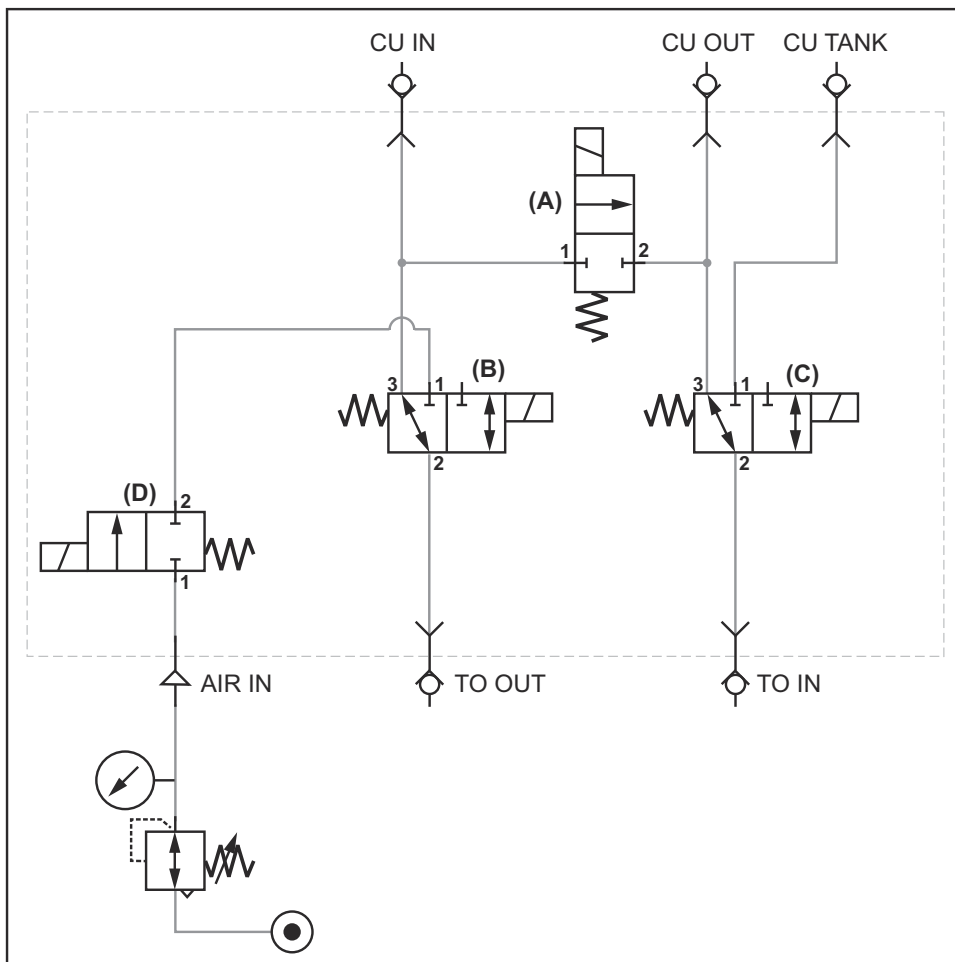 CU IN CU OUT CU TANK
(A)
1 2
3 1 (B) 3 1 (C)
2 2
(D) 2
1
AIR IN TO OUT TO IN